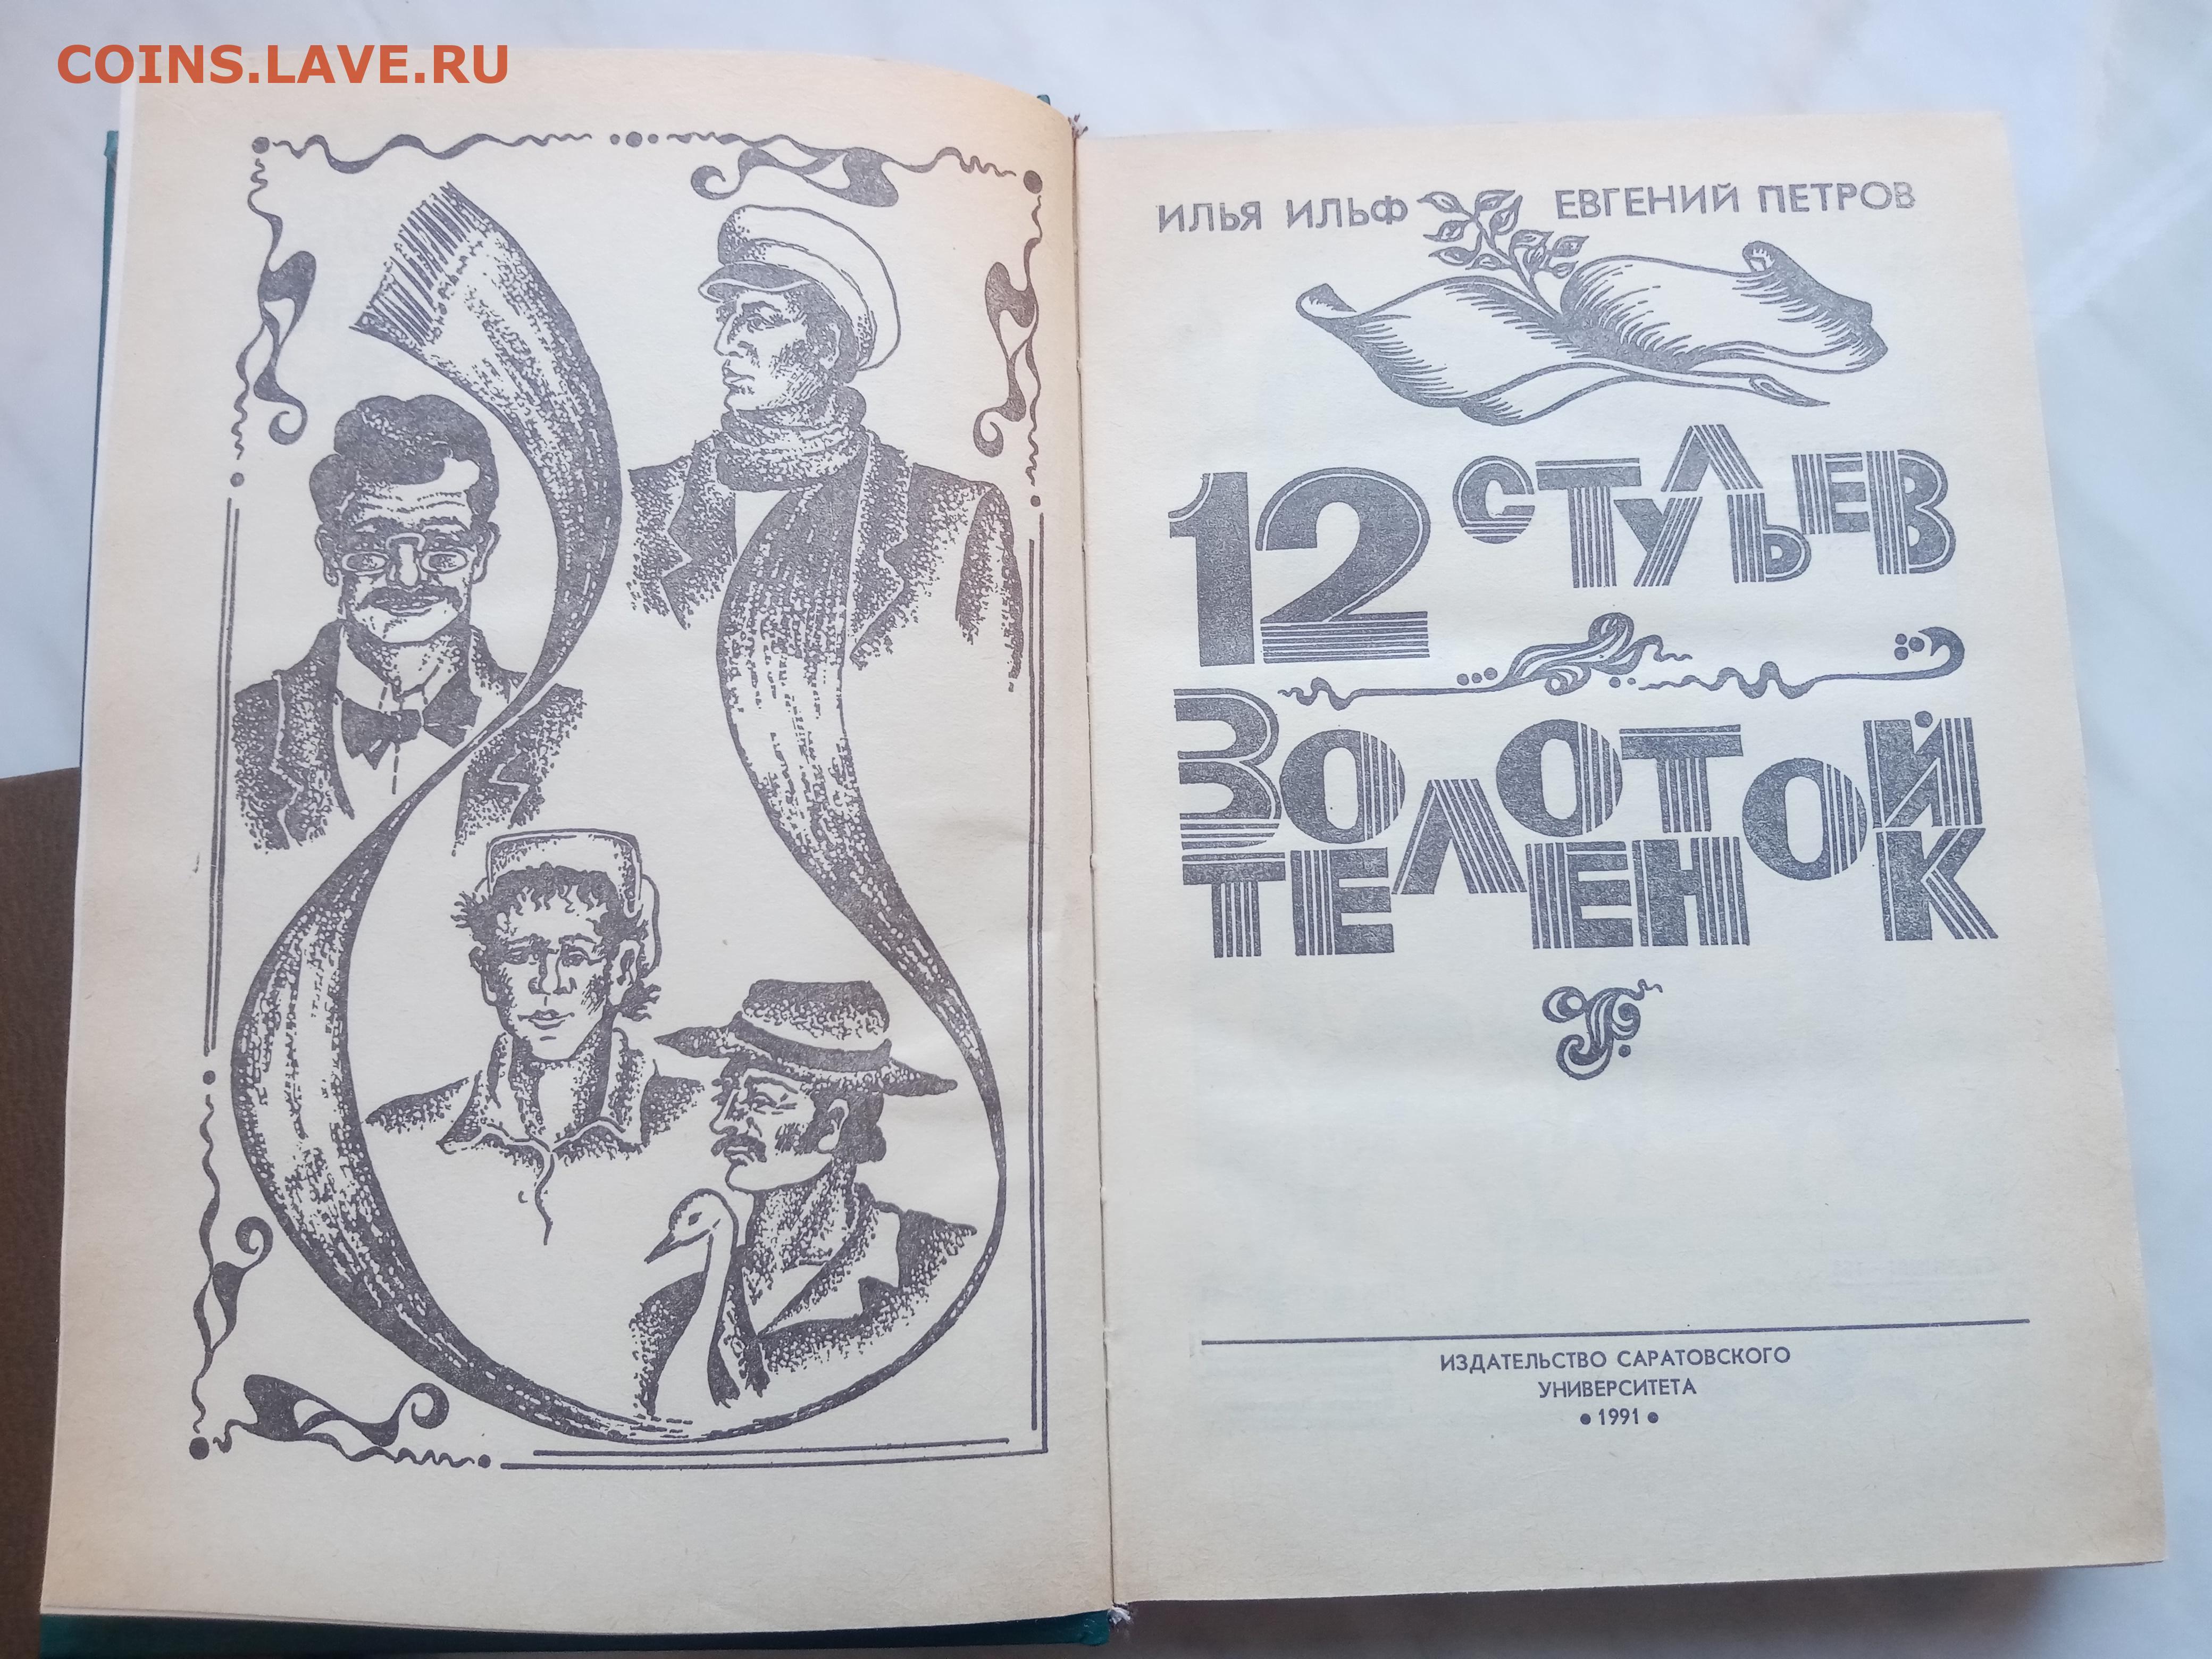 COINS.LAVE.RU
ИЛЬЯ ИЛЬФ ЕВГЕНИЙ ПЕТРОВ
12 СТУЛЬЕВ
ЗОЛОТОЙ
ТЕЛЕНОК
ИЗДАТЕЛЬСТВО САРАТОВСКОГО
УНИВЕРСИТЕТА
• 1991 •